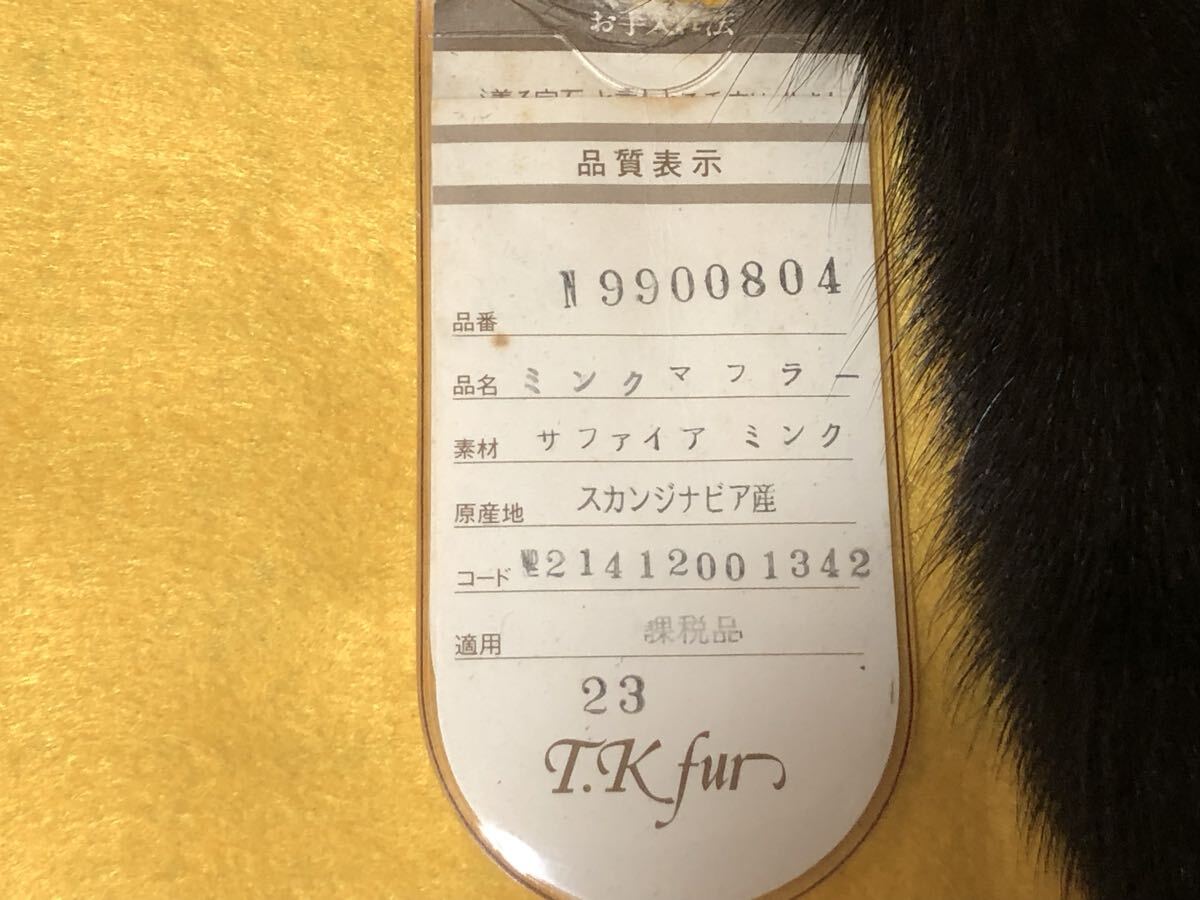 お手入れ法
品質表示
品番 N9900804
品名 ミンクマフラー
素材 サファイア ミンク
原産地 スカンジナビア産
コード №214120013​42
適用 課税品
23
T.K fur